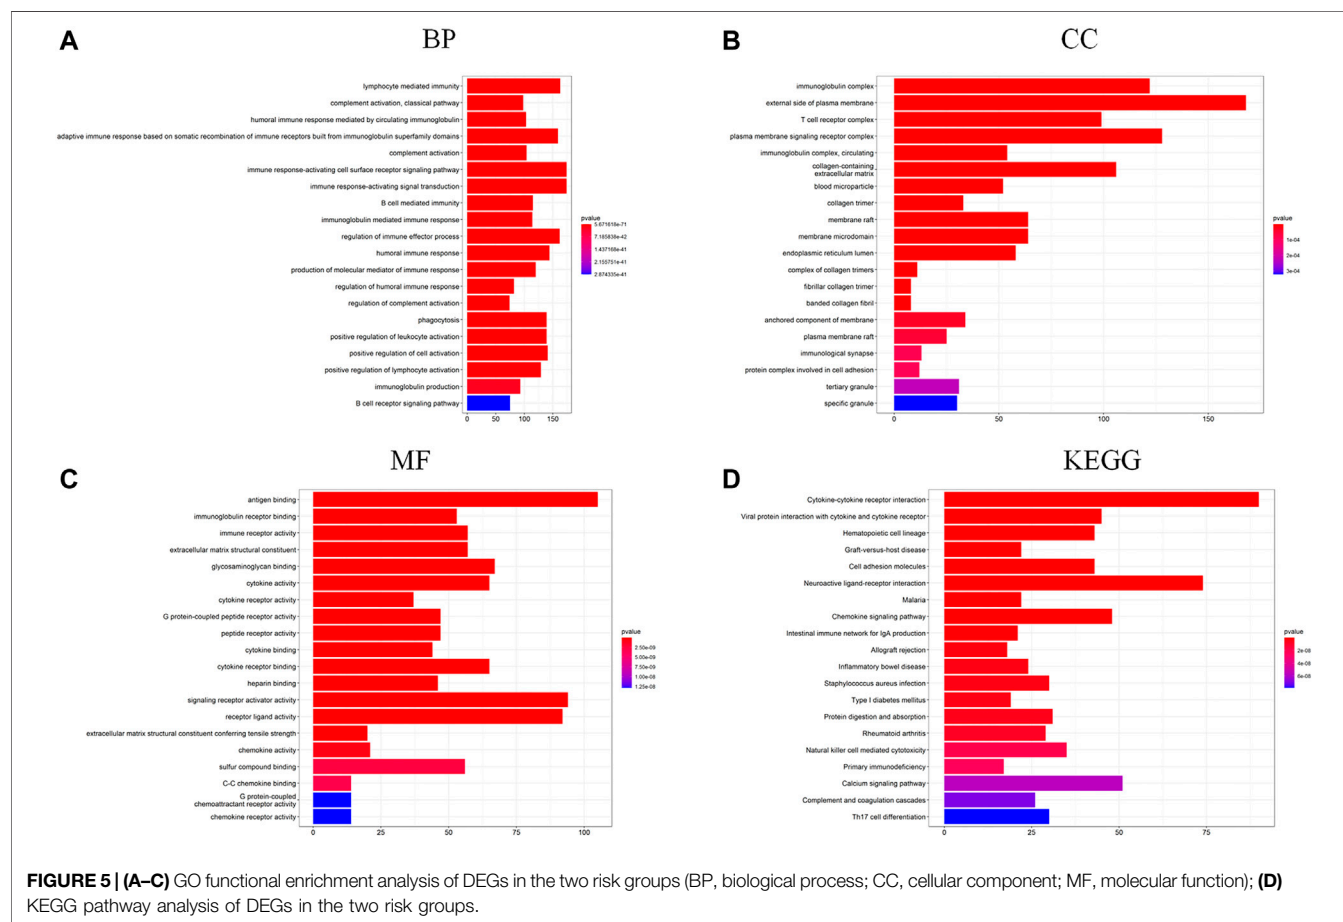 A
BP
lymphocyte mediated immunity
complement activation, classical pathway
humoral immune response mediated by circulating immunoglobulin
adaptive immune response based on somatic recombination of immune receptors built from immunoglobulin superfamily domains
complement activation
immune response-activating cell surface receptor signaling pathway
immune response-activating signal transduction
B cell mediated immunity
immunoglobulin mediated immune response
regulation of immune effector process
humoral immune response
production of molecular mediator of immune response
regulation of humoral immune response
regulation of complement activation
phagocytosis
positive regulation of leukocyte activation
positive regulation of cell activation
positive regulation of lymphocyte activation
immunoglobulin production
B cell receptor signaling pathway
0 50 100 150
pvalue
5.671618e-71
7.185838e-42
1.437168e-41
2.155751e-41
2.874335e-41
B
CC
immunoglobulin complex
external side of plasma membrane
T cell receptor complex
plasma membrane signaling receptor complex
immunoglobulin complex, circulating
collagen-containing
extracellular matrix
blood microparticle
collagen trimer
membrane raft
membrane microdomain
endoplasmic reticulum lumen
complex of collagen trimers
fibrillar collagen trimer
banded collagen fibril
anchored component of membrane
plasma membrane raft
immunological synapse
protein complex involved in cell adhesion
tertiary granule
specific granule
0 50 100 150
pvalue
1e-04
2e-04
3e-04
C
MF
antigen binding
immunoglobulin receptor binding
immune receptor activity
extracellular matrix structural constituent
glycosaminoglycan binding
cytokine activity
cytokine receptor activity
G protein-coupled peptide receptor activity
peptide receptor activity
cytokine binding
cytokine receptor binding
heparin binding
signaling receptor activator activity
receptor ligand activity
extracellular matrix structural constituent conferring tensile strength
chemokine activity
sulfur compound binding
C-C chemokine binding
G protein-coupled
chemoattractant receptor activity
chemokine receptor activity
0 25 50 75 100
pvalue
2.50e-09
5.00e-09
7.50e-09
1.00e-08
1.25e-08
D
KEGG
Cytokine-cytokine receptor interaction
Viral protein interaction with cytokine and cytokine receptor
Hematopoietic cell lineage
Graft-versus-host disease
Cell adhesion molecules
Neuroactive ligand-receptor interaction
Malaria
Chemokine signaling pathway
Intestinal immune network for IgA production
Allograft rejection
Inflammatory bowel disease
Staphylococcus aureus infection
Type I diabetes mellitus
Protein digestion and absorption
Rheumatoid arthritis
Natural killer cell mediated cytotoxicity
Primary immunodeficiency
Calcium signaling pathway
Complement and coagulation cascades
Th17 cell differentiation
0 25 50 75
pvalue
2e-08
4e-08
6e-08
FIGURE 5 | (A–C) GO functional enrichment analysis of DEGs in the two risk groups (BP, biological process; CC, cellular component; MF, molecular function); (D)
KEGG pathway analysis of DEGs in the two risk groups.